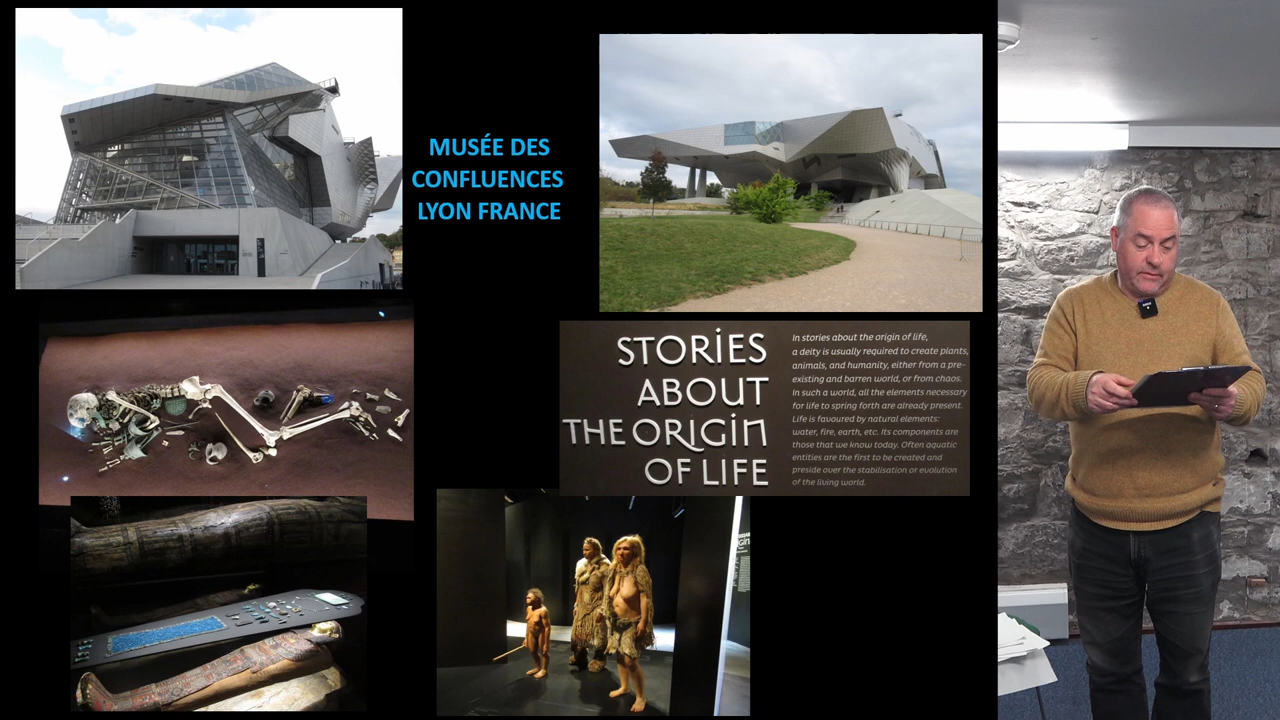 MUSÉE DES
CONFLUENCES
LYON FRANCE
STORiES
ABOUT
THE ORiGiN
OF LiFE
In stories about the origin of life,
a deity is usually required to create plants,
animals, and humanity, either from a pre-
existing and barren world, or from chaos.
In such a world, all the elements necessary
for life to spring forth are already present.
Life is favoured by natural elements:
water, fire, earth, etc. Its components are
those that we know today. Often aquatic
entities are the first to be created and
preside over the stabilisation or evolution
of the living world.